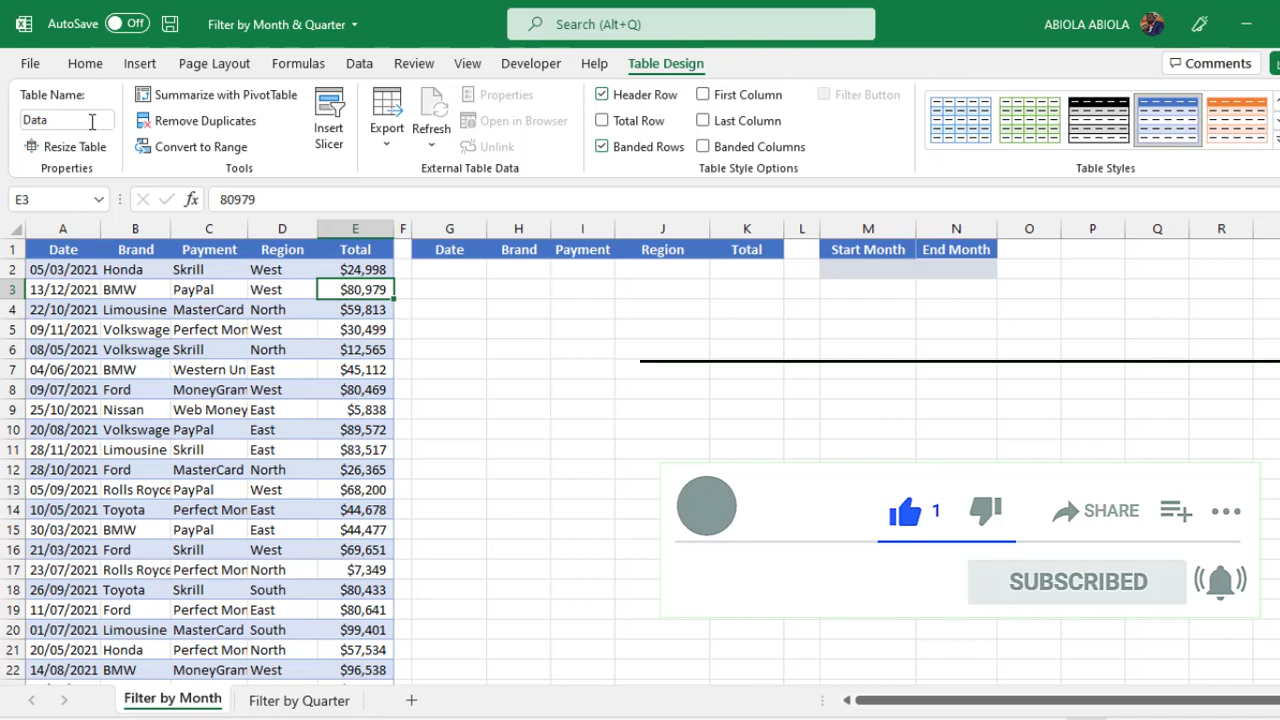 AutoSave Off Filter by Month & Quarter Search (Alt+Q) ABIOLA ABIOLA
File Home Insert Page Layout Formulas Data Review View Developer Help Table Design Comments
Table Name:
Data
Resize Table
Properties
Summarize with PivotTable
Remove Duplicates
Convert to Range
Tools
Insert
Slicer
Export
Refresh
Properties
Open in Browser
Unlink
External Table Data
Header Row First Column Filter Button
Total Row Last Column
Banded Rows Banded Columns
Table Style Options
Table Styles
E3 fx 80979
A B C D E F G H I J K L M N O P Q R
1 Date Brand Payment Region Total Date Brand Payment Region Total Start Month End Month
2 05/03/2021 Honda Skrill West $24,998
3 13/12/2021 BMW PayPal West $80,979
4 22/10/2021 Limousine MasterCard North $59,813
5 09/11/2021 Volkswage Perfect Mon West $30,499
6 08/05/2021 Volkswage Skrill North $12,565
7 04/06/2021 BMW Western Un East $45,112
8 09/07/2021 Ford MoneyGram West $80,469
9 25/10/2021 Nissan Web Money East $5,838
10 20/08/2021 Volkswage PayPal East $89,572
11 28/11/2021 Limousine Skrill East $83,517
12 28/10/2021 Ford MasterCard North $26,365
13 05/09/2021 Rolls Royce PayPal West $68,200
14 10/05/2021 Toyota Perfect Mon East $44,678
15 30/03/2021 BMW PayPal East $44,477
16 21/03/2021 Ford Skrill West $69,651
17 23/07/2021 Rolls Royce Perfect Mon North $7,349
18 26/09/2021 Toyota Skrill South $80,433
19 11/07/2021 Ford Perfect Mon East $80,641
20 01/07/2021 Limousine MasterCard South $99,401
21 20/05/2021 Honda Perfect Mon North $57,534
22 14/08/2021 BMW MoneyGram West $96,538
1 SHARE
SUBSCRIBED
Filter by Month Filter by Quarter